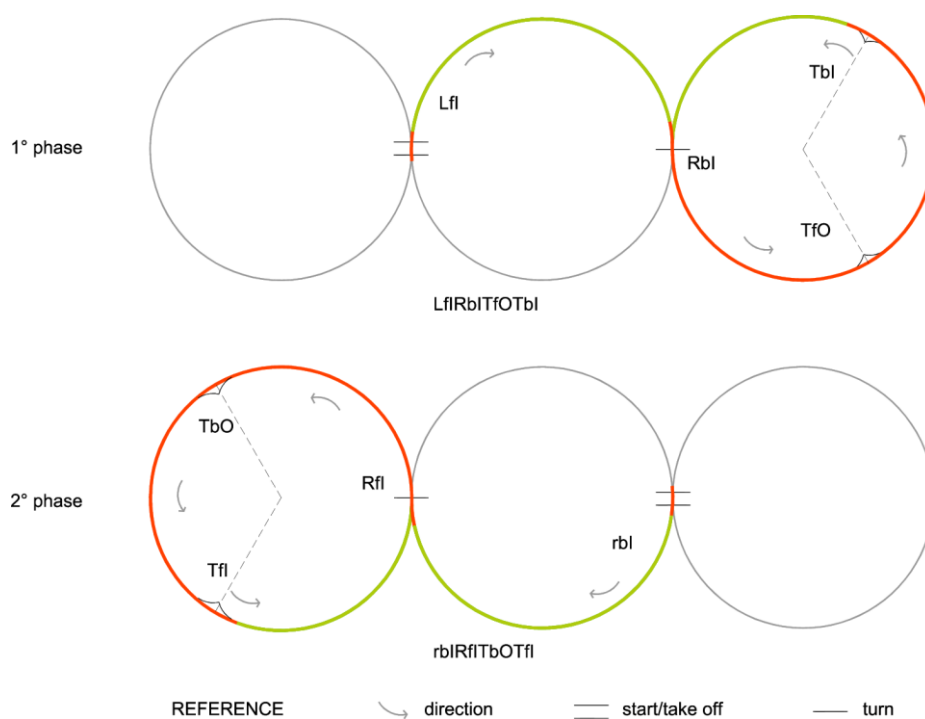 TbI
LfI
1° phase
RbI
TfO
LfIRbITfOTbI
TbO
RfI
2° phase
rbI
TfI
rbIRfITbOTfI
REFERENCE direction start/take off turn